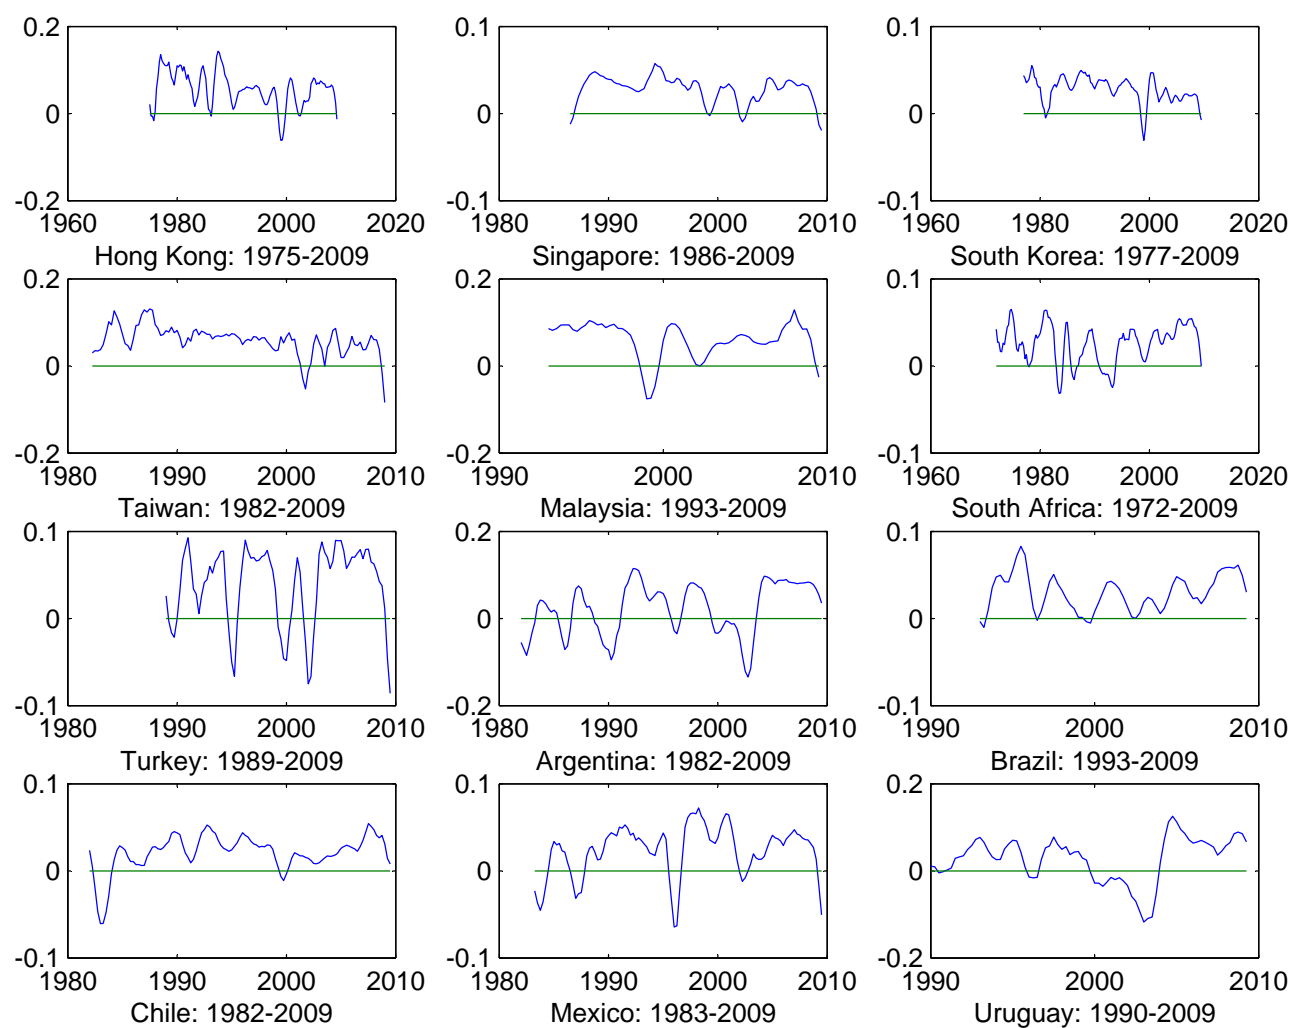 0.2
0
-0.2
1960 1980 2000 2020
Hong Kong: 1975-2009
0.1
0
-0.1
1980 1990 2000 2010
Singapore: 1986-2009
0.1
0
-0.1
1960 1980 2000 2020
South Korea: 1977-2009
0.2
0
-0.2
1980 1990 2000 2010
Taiwan: 1982-2009
0.2
0
-0.2
1990 2000 2010
Malaysia: 1993-2009
0.1
0
-0.1
1960 1980 2000 2020
South Africa: 1972-2009
0.1
0
-0.1
1980 1990 2000 2010
Turkey: 1989-2009
0.2
0
-0.2
1980 1990 2000 2010
Argentina: 1982-2009
0.1
0
-0.1
1990 2000 2010
Brazil: 1993-2009
0.1
0
-0.1
1980 1990 2000 2010
Chile: 1982-2009
0.1
0
-0.1
1980 1990 2000 2010
Mexico: 1983-2009
0.2
0
-0.2
1990 2000 2010
Uruguay: 1990-2009